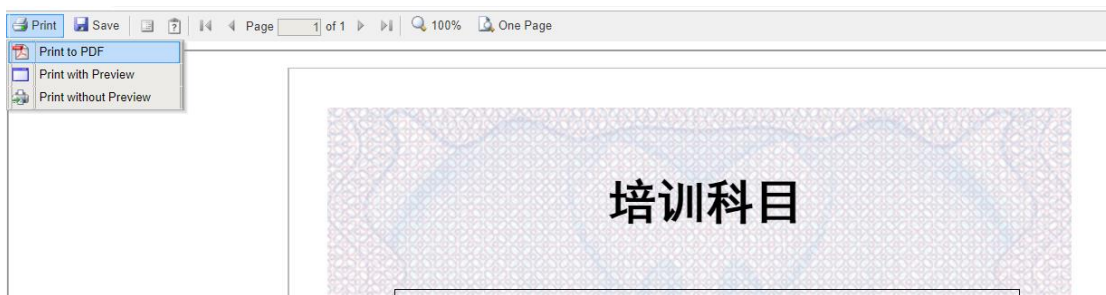 Print Save Page 1 of 1 100% One Page
Print to PDF
Print with Preview
Print without Preview
培训科目